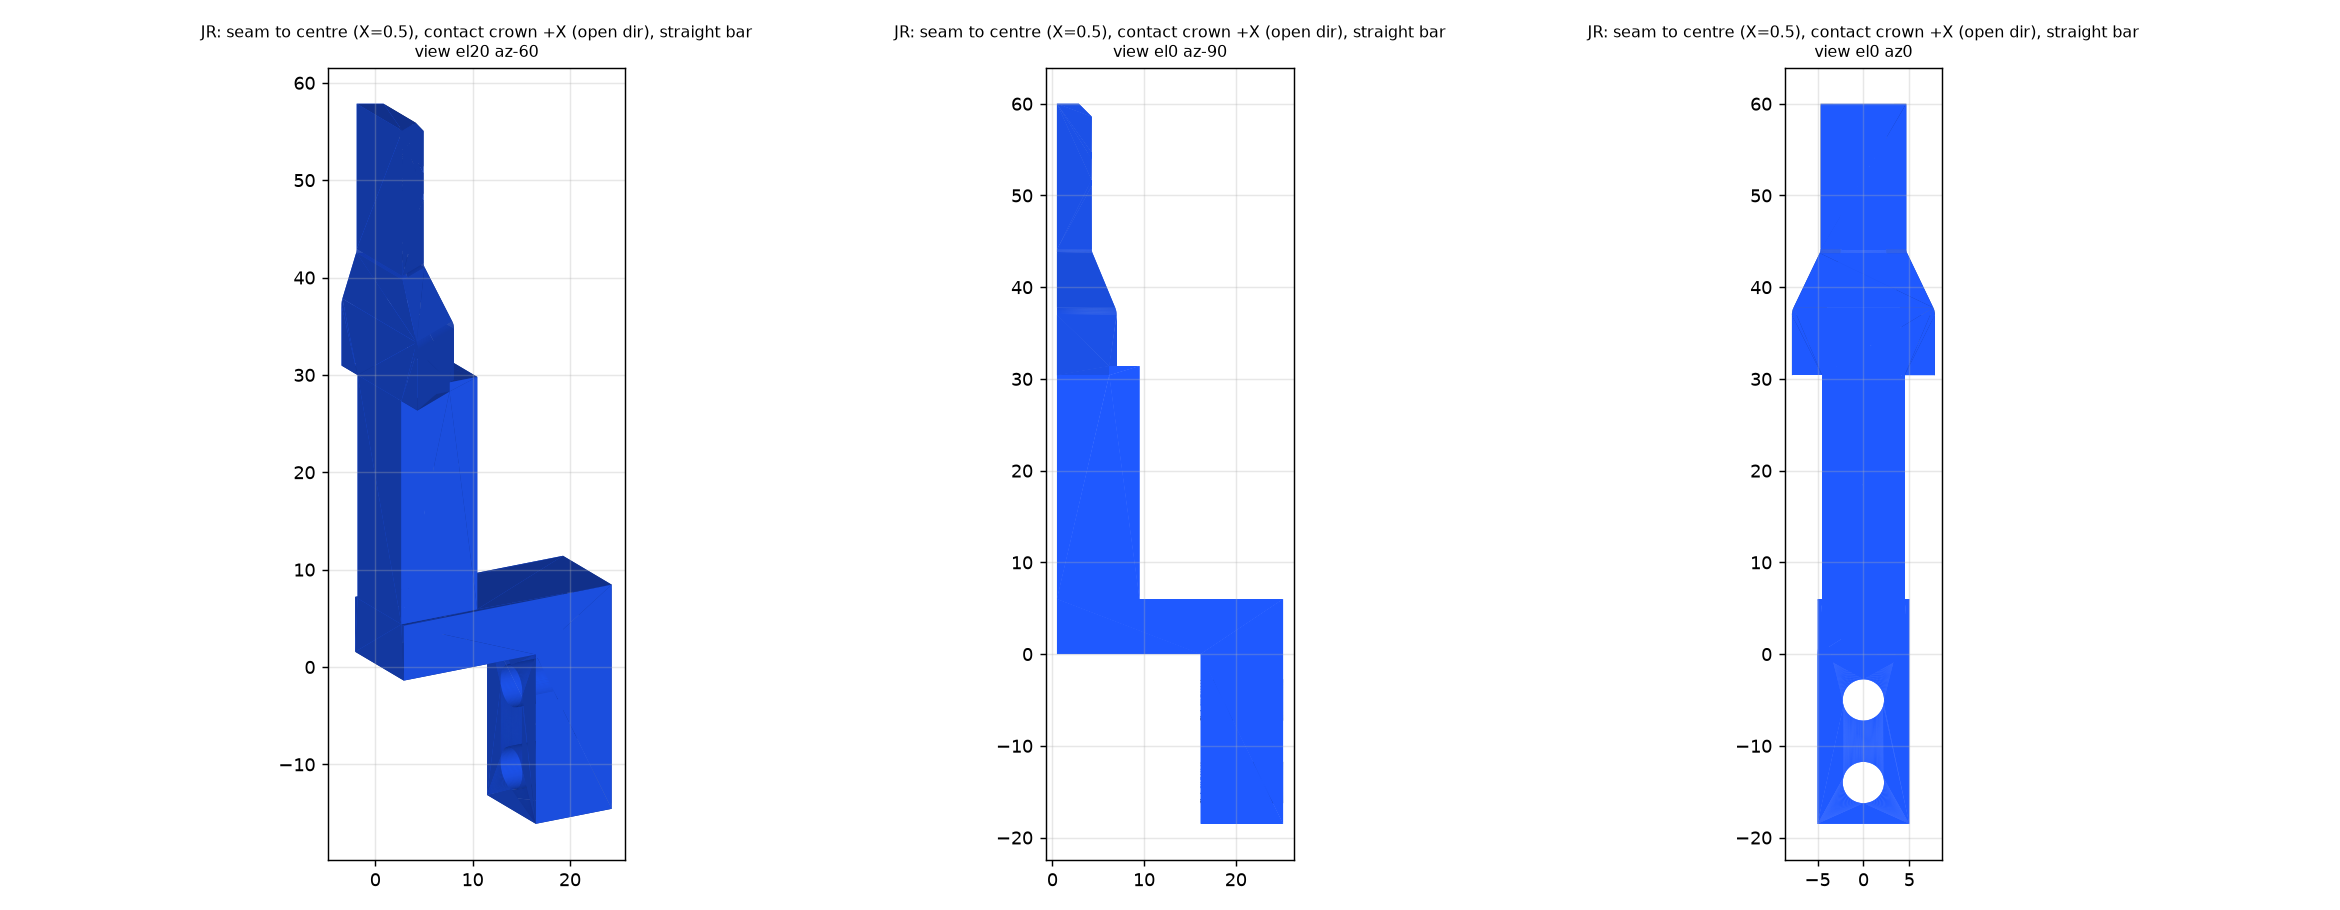 JR: seam to centre (X=0.5), contact crown +X (open dir), straight bar
view el20 az-60
60
50
40
30
20
10
0
−10
0 10 20
JR: seam to centre (X=0.5), contact crown +X (open dir), straight bar
view el0 az-90
60
50
40
30
20
10
0
−10
−20
0 10 20
JR: seam to centre (X=0.5), contact crown +X (open dir), straight bar
view el0 az0
60
50
40
30
20
10
0
−10
−20
−5 0 5